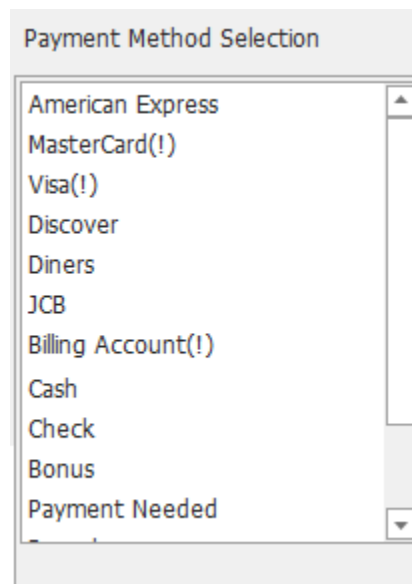 Payment Method Selection
American Express
MasterCard(!)
Visa(!)
Discover
Diners
JCB
Billing Account(!)
Cash
Check
Bonus
Payment Needed